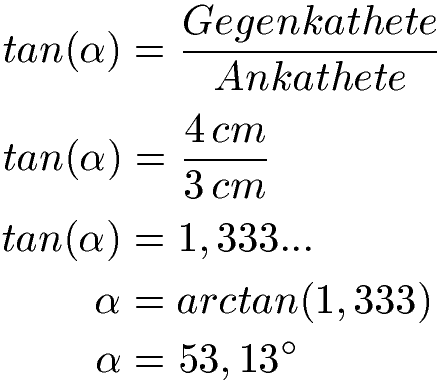 tan(α) = Gegenkathete / Ankathete
tan(α) = 4 cm / 3 cm
tan(α) = 1,333...
α = arctan(1,333)
α = 53,13°